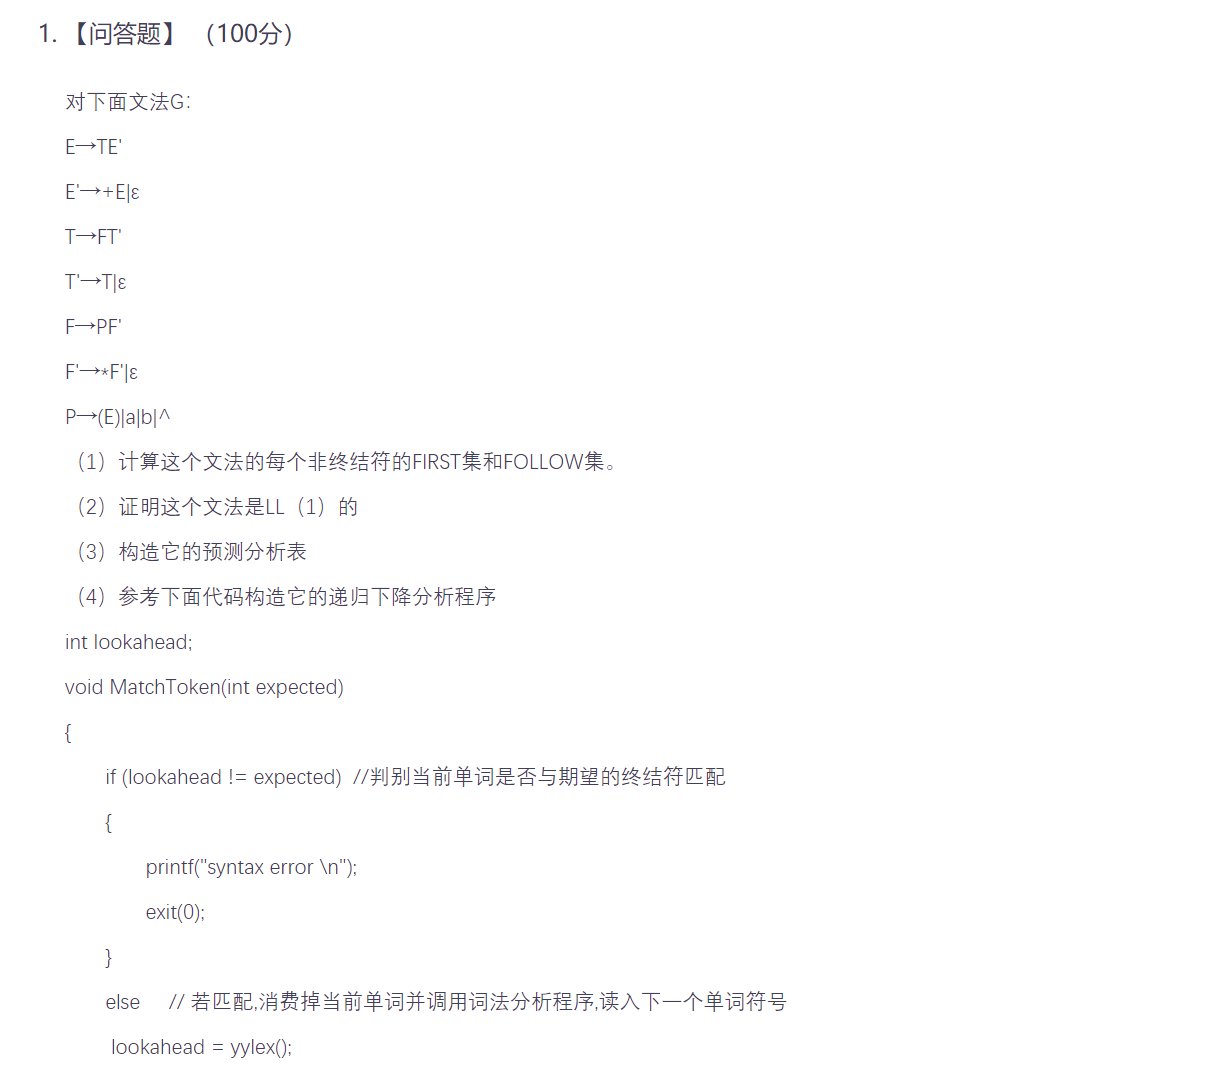 1. 【问答题】 （100分）
对下面文法G：
E→TE'
E'→+E|ε
T→FT'
T'→T|ε
F→PF'
F'→*F'|ε
P→(E)|a|b|^
（1）计算这个文法的每个非终结符的FIRST集和FOLLOW集。
（2）证明这个文法是LL（1）的
（3）构造它的预测分析表
（4）参考下面代码构造它的递归下降分析程序
int lookahead;
void MatchToken(int expected)
{
if (lookahead != expected)  //判别当前单词是否与期望的终结符匹配
{
printf("syntax error \n");
exit(0);
}
else     // 若匹配,消费掉当前单词并调用词法分析程序,读入下一个单词符号
lookahead = yylex();